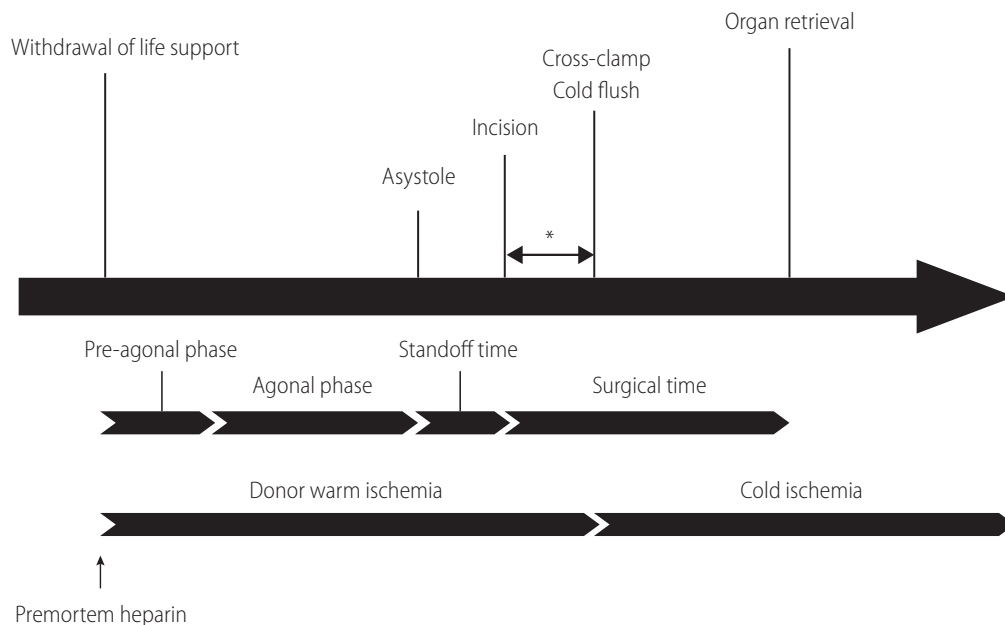 Organ retrieval
Withdrawal of life support
Cross-clamp
Cold flush
Incision
Asystole
*
Pre-agonal phase
Standoff time
Agonal phase
Surgical time
Donor warm ischemia
Cold ischemia
Premortem heparin